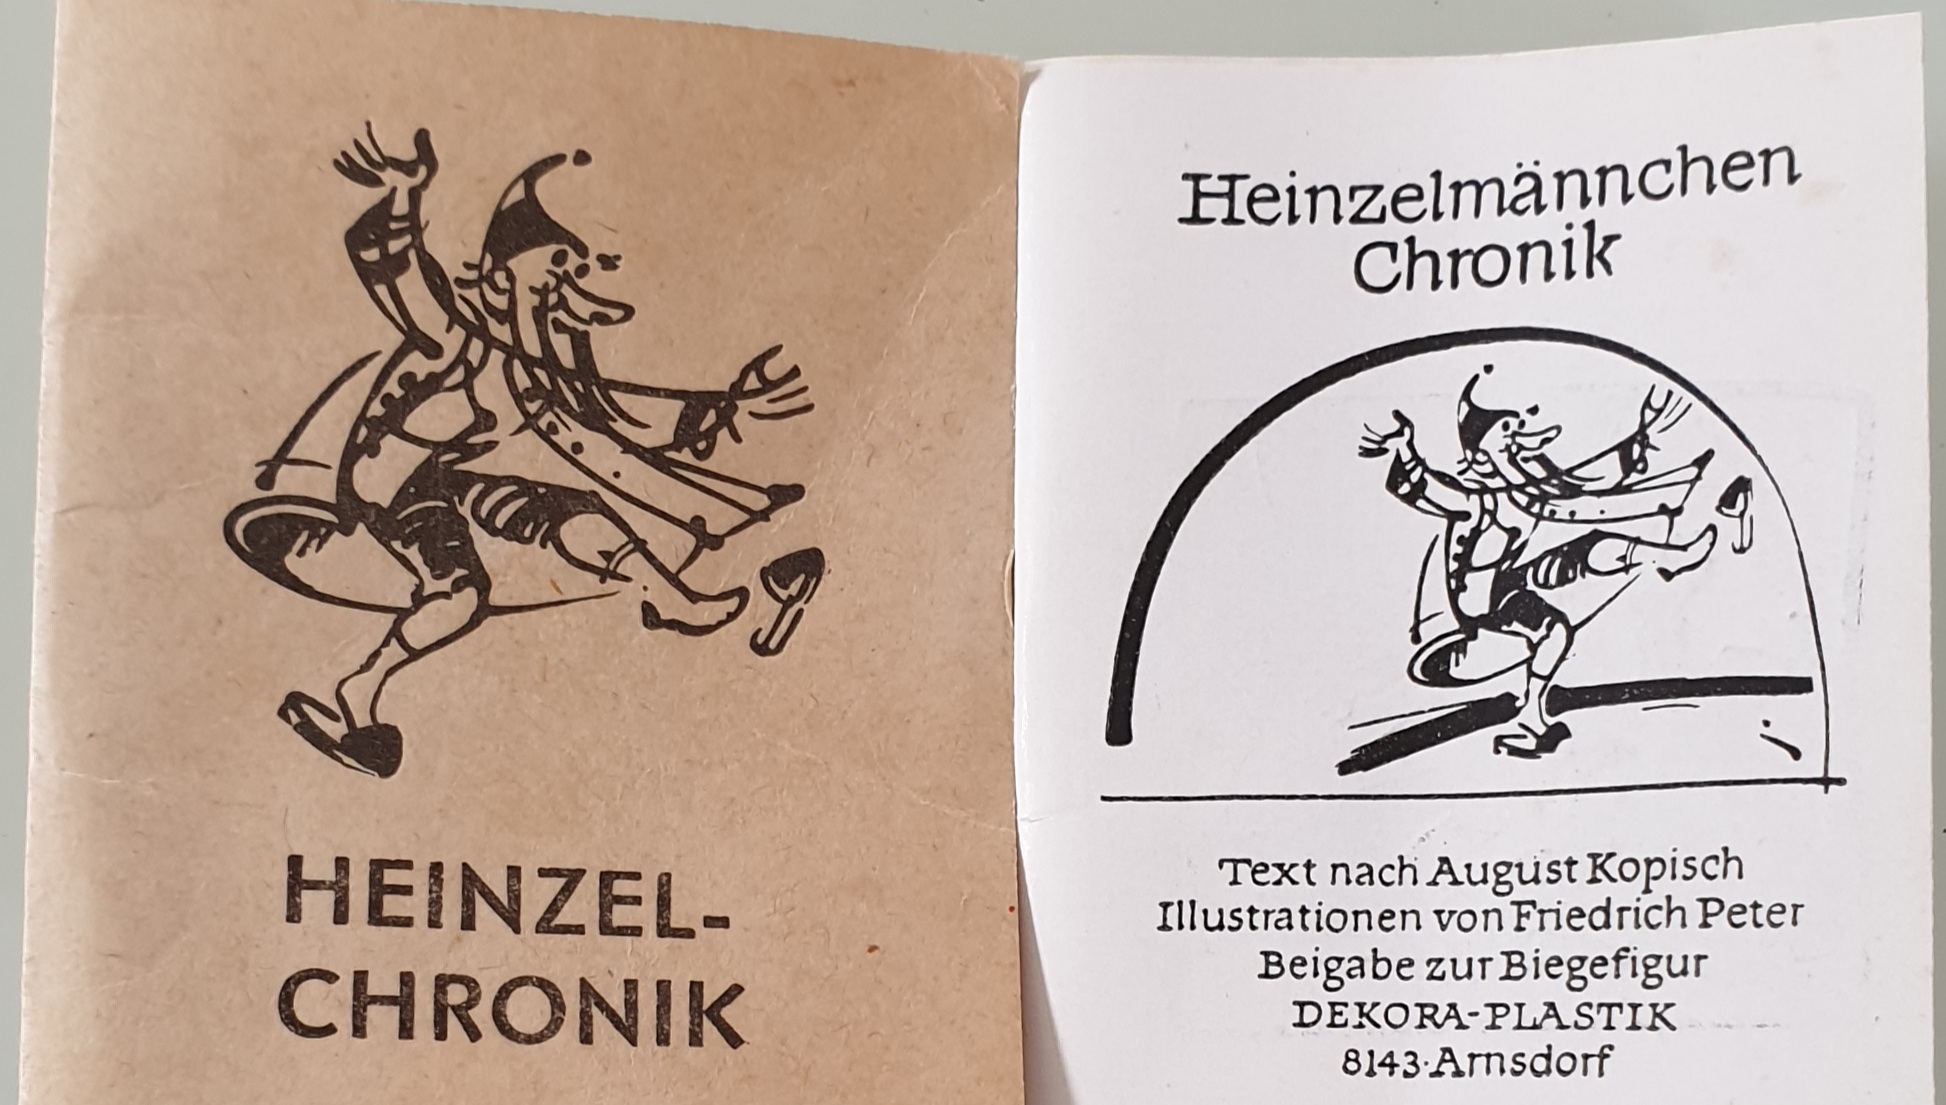 HEINZEL-
CHRONIK
Heinzelmännchen
Chronik
Text nach August Kopisch
Illustrationen von Friedrich Peter
Beigabe zur Biegefigur
DEKORA-PLASTIK
8143·Arnsdorf